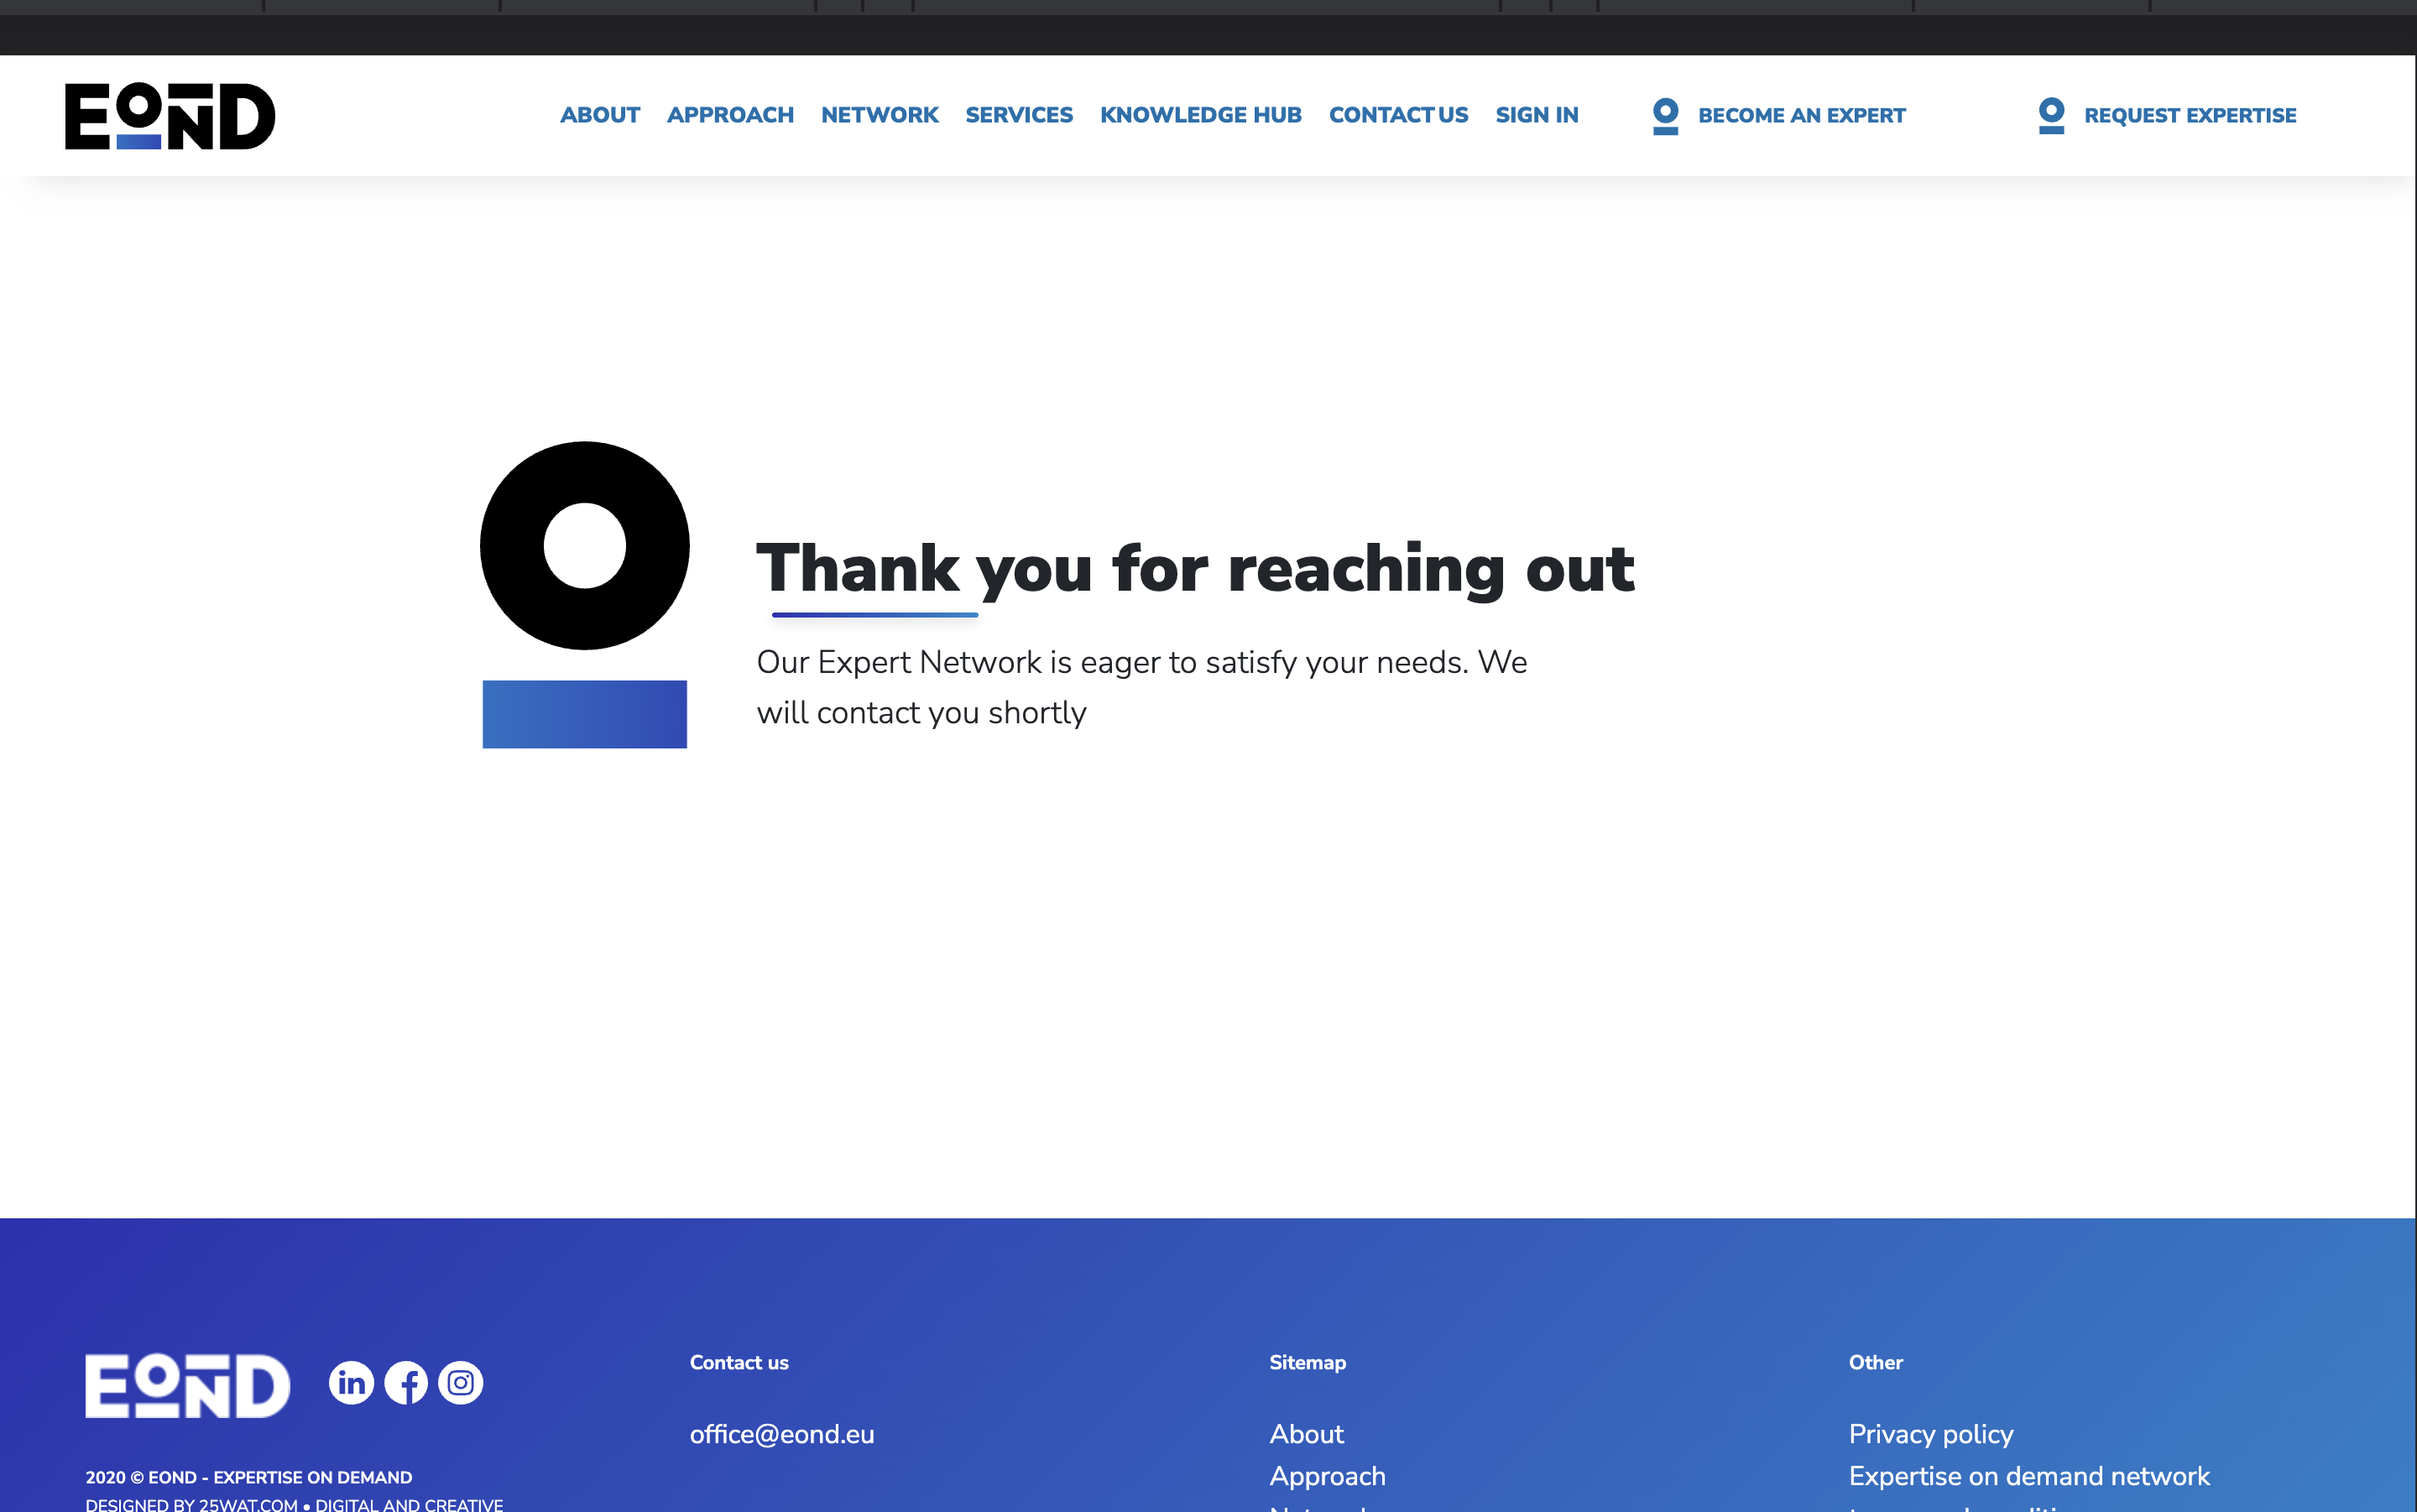 EOND
ABOUT APPROACH NETWORK SERVICES KNOWLEDGE HUB CONTACT US SIGN IN BECOME AN EXPERT REQUEST EXPERTISE
Thank you for reaching out
Our Expert Network is eager to satisfy your needs. We
will contact you shortly
EOND
in f
2020 © EOND - EXPERTISE ON DEMAND
DESIGNED BY 25WAT.COM • DIGITAL AND CREATIVE
Contact us
office@eond.eu
Sitemap
About
Approach
Other
Privacy policy
Expertise on demand network